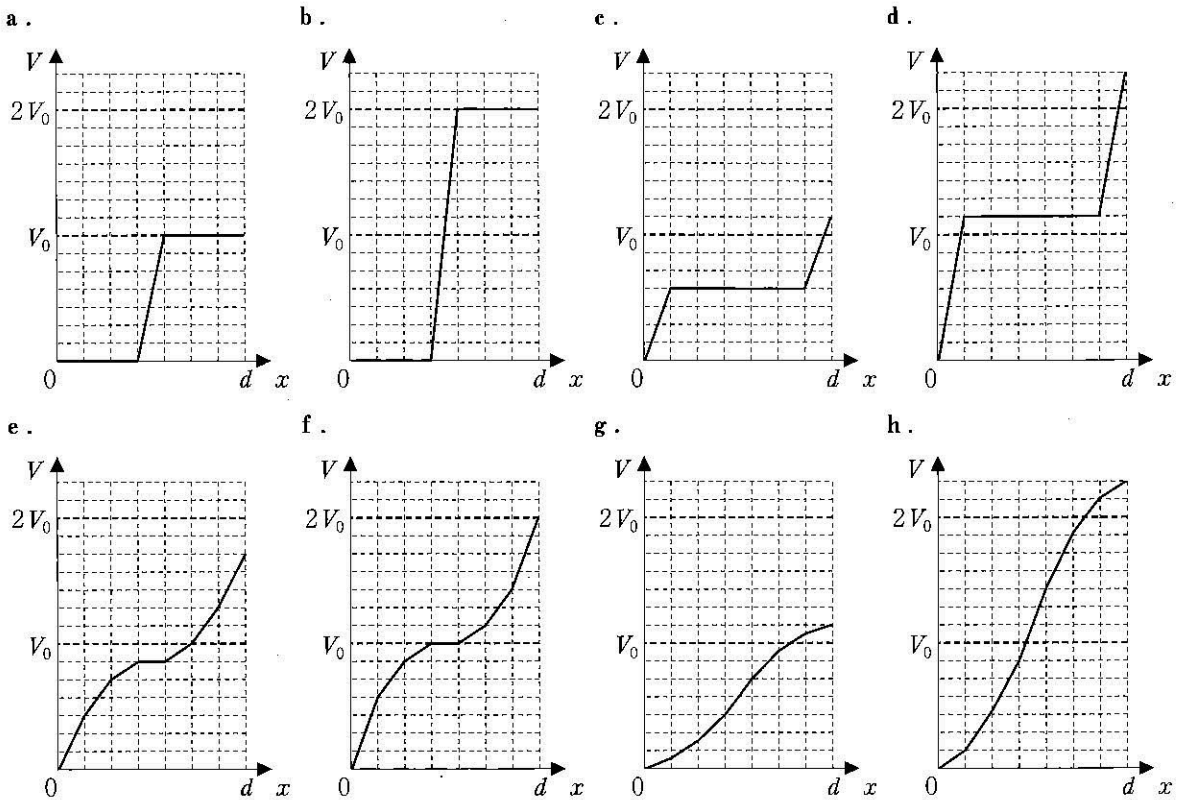 a. b. c. d.
V V V V
2V₀ 2V₀ 2V₀ 2V₀
V₀ V₀ V₀ V₀
0 d x 0 d x 0 d x 0 d x
e. f. g. h.
V V V V
2V₀ 2V₀ 2V₀ 2V₀
V₀ V₀ V₀ V₀
0 d x 0 d x 0 d x 0 d x